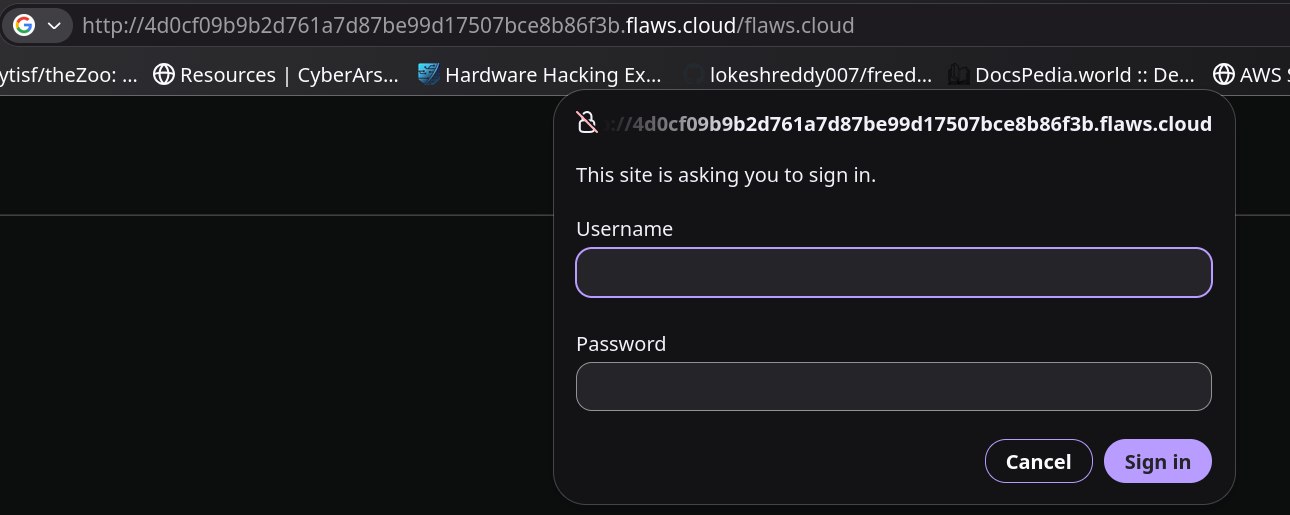 http://4d0cf09b9b2d761a7d87be99d17507bce8b86f3b.flaws.cloud/flaws.cloud
ytisf/theZoo: ... Resources | CyberArs... Hardware Hacking Ex... lokeshreddy007/freed... DocsPedia.world :: De... AWS S
://4d0cf09b9b2d761a7d87be99d17507bce8b86f3b.flaws.cloud
This site is asking you to sign in.
Username
Password
Cancel Sign in